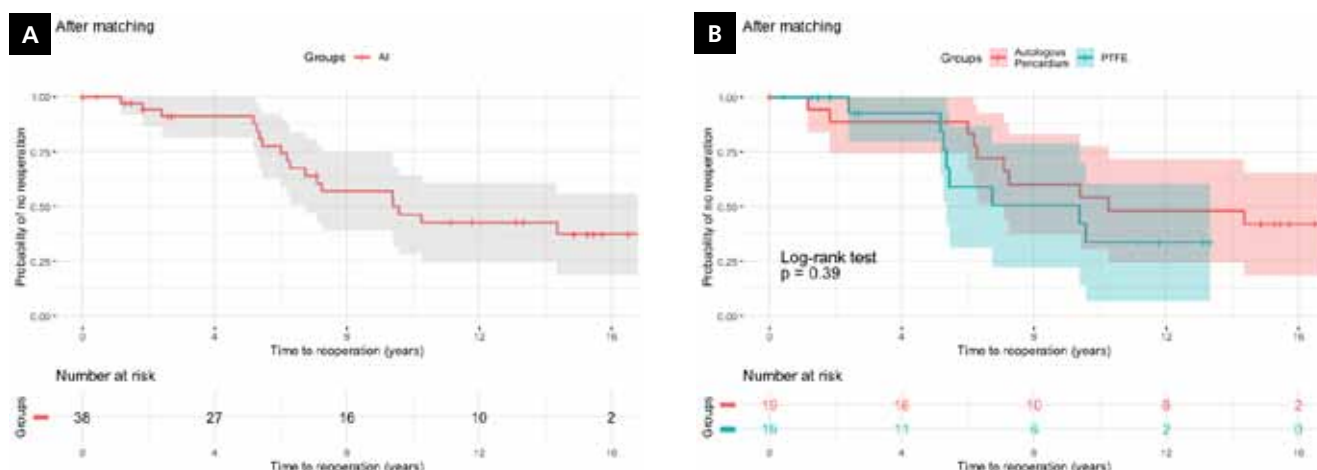 A
After matching
Groups All
Probability of no reoperation
1.00
0.75
0.50
0.25
0.00
0 4 8 12 16
Time to reoperation (years)
Number at risk
Groups
38 27 16 10 2
0 4 8 12 16
Time to reoperation (years)
B
After matching
Groups Autologous
Pericardium PTFE
Probability of no reoperation
1.00
0.75
0.50
0.25
0.00
Log-rank test
p = 0.39
0 4 8 12 16
Time to reoperation (years)
Number at risk
Groups
19 16 10 8 2
19 11 6 2 0
0 4 8 12 16
Time to reoperation (years)